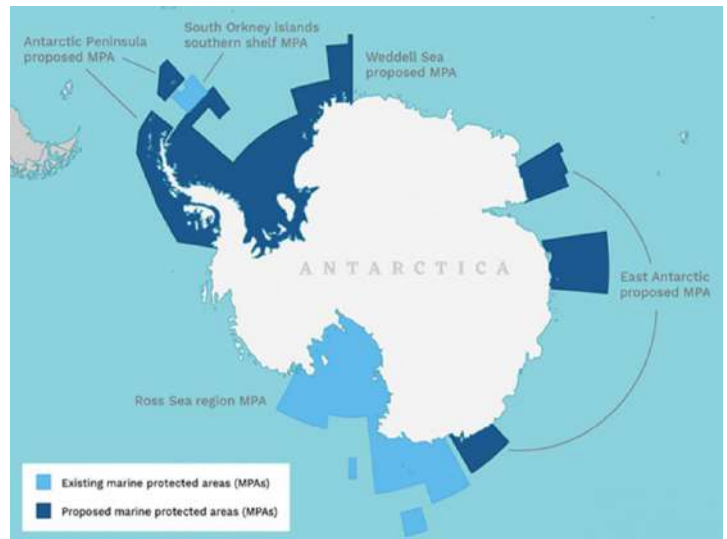 South Orkney islands
southern shelf MPA
Antarctic Peninsula
proposed MPA
Weddell Sea
proposed MPA
ANTARCTICA
East Antarctic
proposed MPA
Ross Sea region MPA
Existing marine protected areas (MPAs)
Proposed marine protected areas (MPAs)